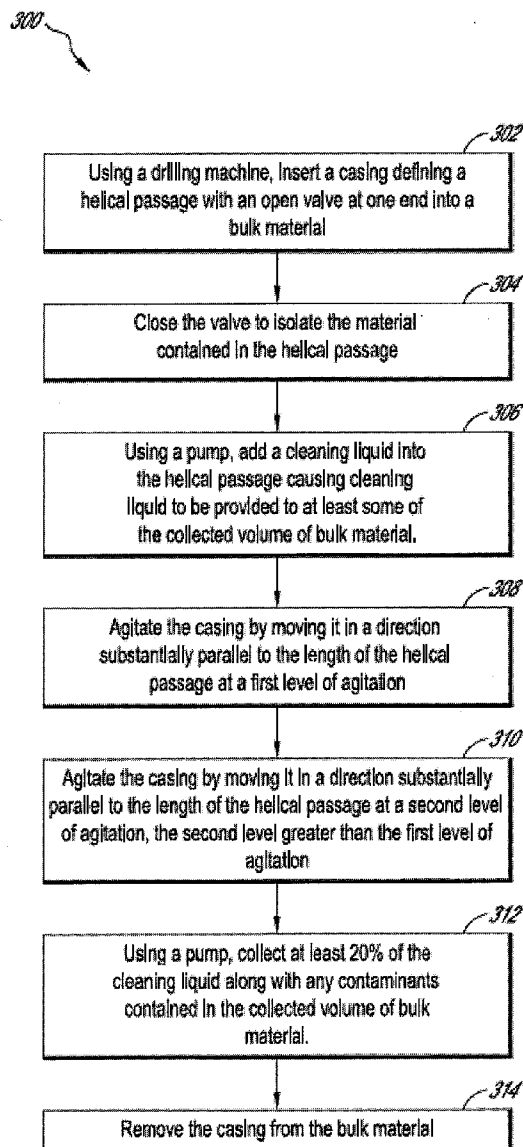 300
302
Using a drilling machine, insert a casing defining a
helical passage with an open valve at one end into a
bulk material
304
Close the valve to isolate the material
contained in the helical passage
306
Using a pump, add a cleaning liquid into
the helical passage causing cleaning
liquid to be provided to at least some of
the collected volume of bulk material.
308
Agitate the casing by moving it in a direction
substantially parallel to the length of the helical
passage at a first level of agitation
310
Agitate the casing by moving it in a direction substantially
parallel to the length of the helical passage at a second level
of agitation, the second level greater than the first level of
agitation
312
Using a pump, collect at least 20% of the
cleaning liquid along with any contaminants
contained in the collected volume of bulk
material.
314
Remove the casing from the bulk material